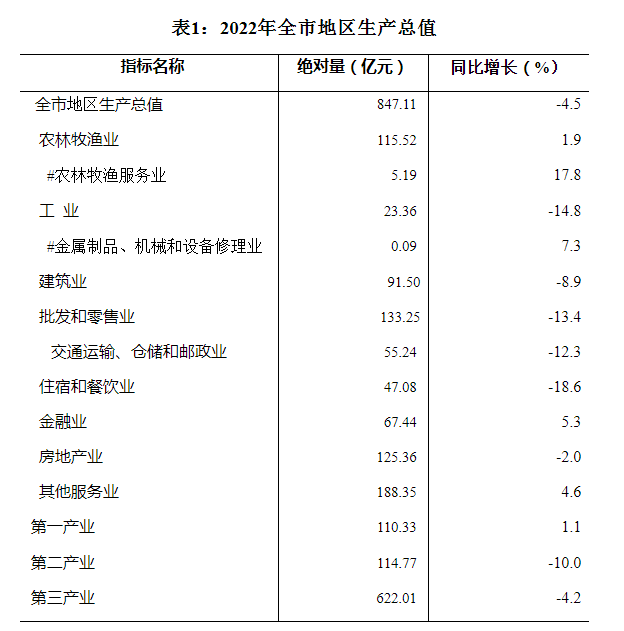 表1：2022年全市地区生产总值
指标名称 绝对量（亿元） 同比增长（%）
全市地区生产总值 847.11 -4.5
农林牧渔业 115.52 1.9
#农林牧渔服务业 5.19 17.8
工 业 23.36 -14.8
#金属制品、机械和设备修理业 0.09 7.3
建筑业 91.50 -8.9
批发和零售业 133.25 -13.4
交通运输、仓储和邮政业 55.24 -12.3
住宿和餐饮业 47.08 -18.6
金融业 67.44 5.3
房地产业 125.36 -2.0
其他服务业 188.35 4.6
第一产业 110.33 1.1
第二产业 114.77 -10.0
第三产业 622.01 -4.2